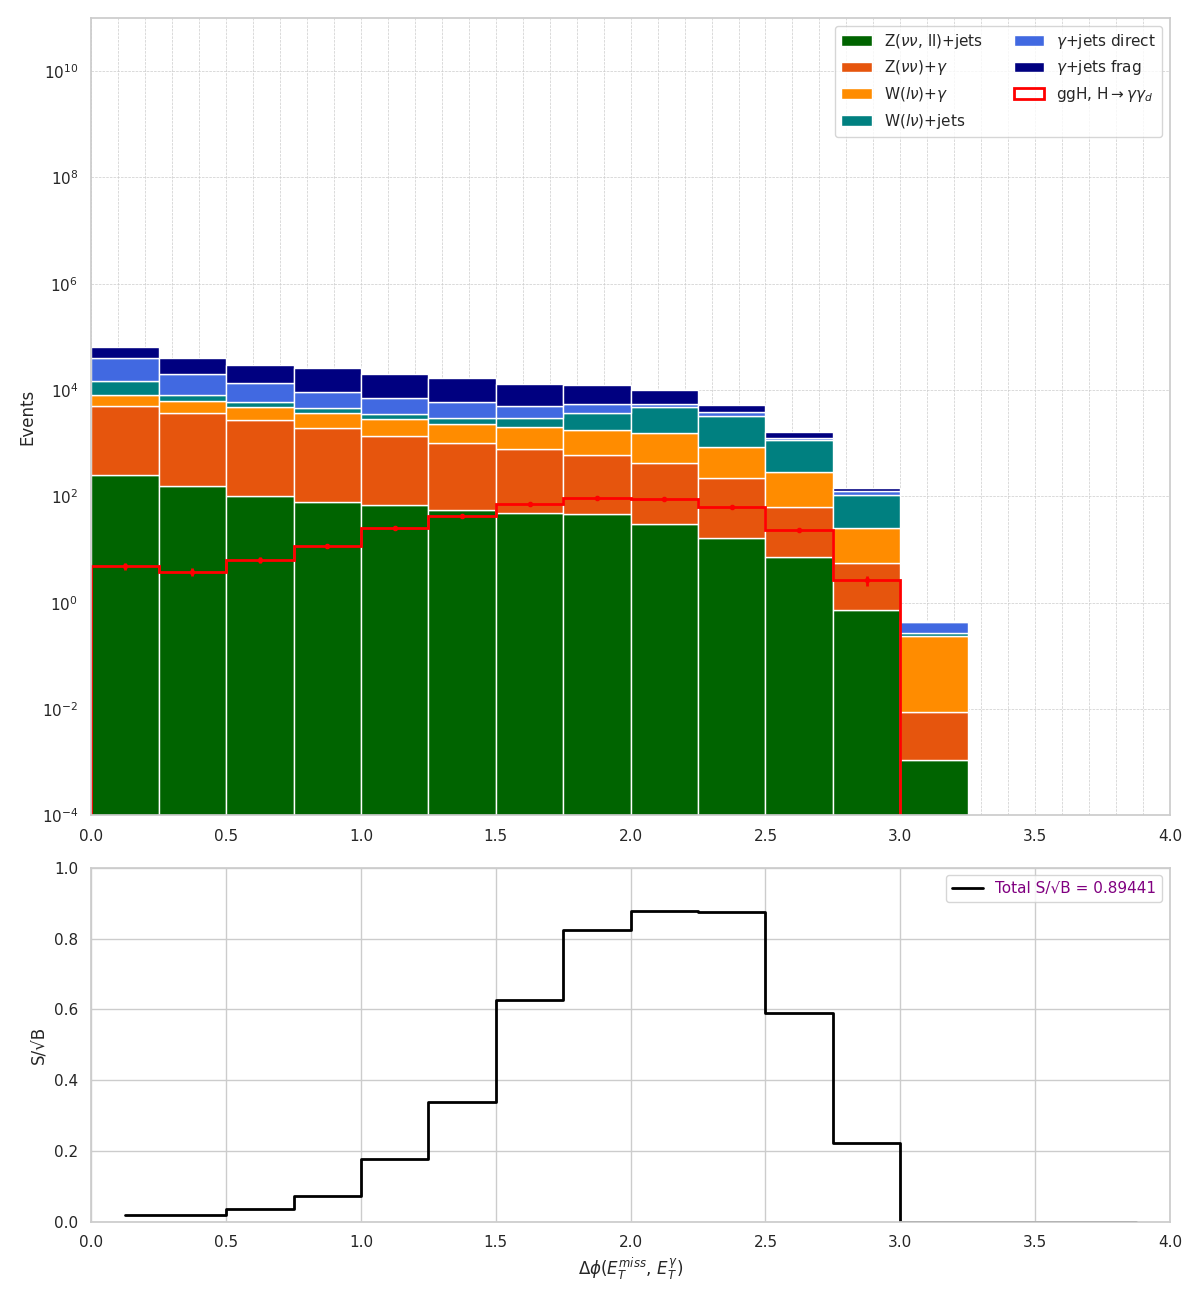 Z(νν, ll)+jets
Z(νν)+γ
W(lν)+γ
W(lν)+jets
γ+jets direct
γ+jets frag
ggH, H→γγ_d
10^10
10^8
10^6
10^4
10^2
10^0
10^−2
10^−4
Events
0.0 0.5 1.0 1.5 2.0 2.5 3.0 3.5 4.0
Total S/√B = 0.89441
1.0
0.8
0.6
0.4
0.2
0.0
S/√B
0.0 0.5 1.0 1.5 2.0 2.5 3.0 3.5 4.0
Δϕ(E_T^miss, E_T^γ)